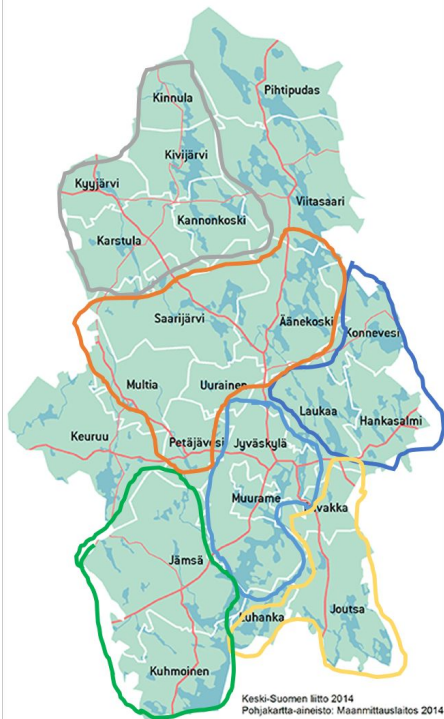 Pihtipudas
Kinnula
Kivijärvi
Kyyjärvi
Viitasaari
Kannonkoski
Karstula
Saarijärvi
Äänekoski
Konnevesi
Multia
Uurainen
Laukaa
Hankasalmi
Keuruu
Petäjävesi
Jyväskylä
Muurame
Jämsä
Joutsa
Luhanka
Kuhmoinen
Keski-Suomen liitto 2014
Pohjakartta-aineisto: Maanmittauslaitos 2014